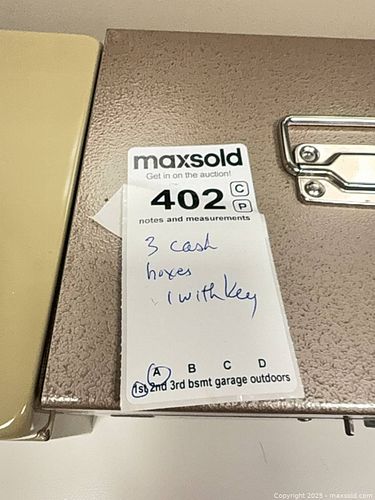 maxsold
Get in on the auction!
402 C
P
notes and measurements
3 cash
boxes
1 with key
A B C D
1st 2nd 3rd bsmt garage outdoors
Copyright 2025 - maxsold.com